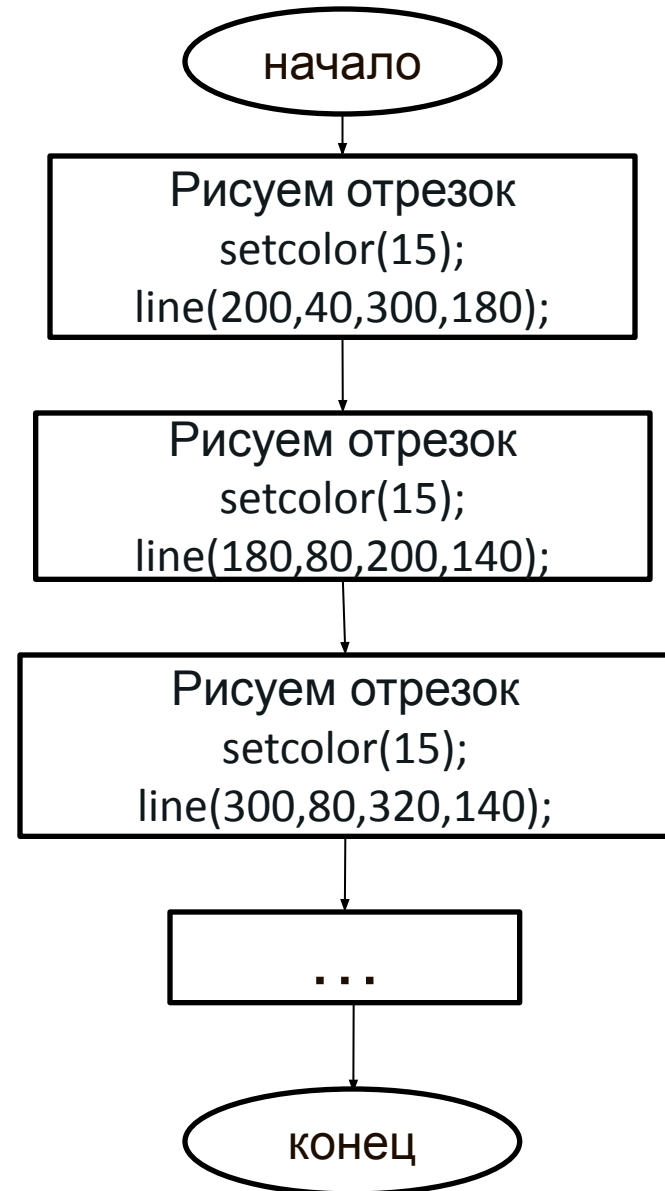 начало
Рисуем отрезок
setcolor(15);
line(200,40,300,180);
Рисуем отрезок
setcolor(15);
line(180,80,200,140);
Рисуем отрезок
setcolor(15);
line(300,80,320,140);
...
конец